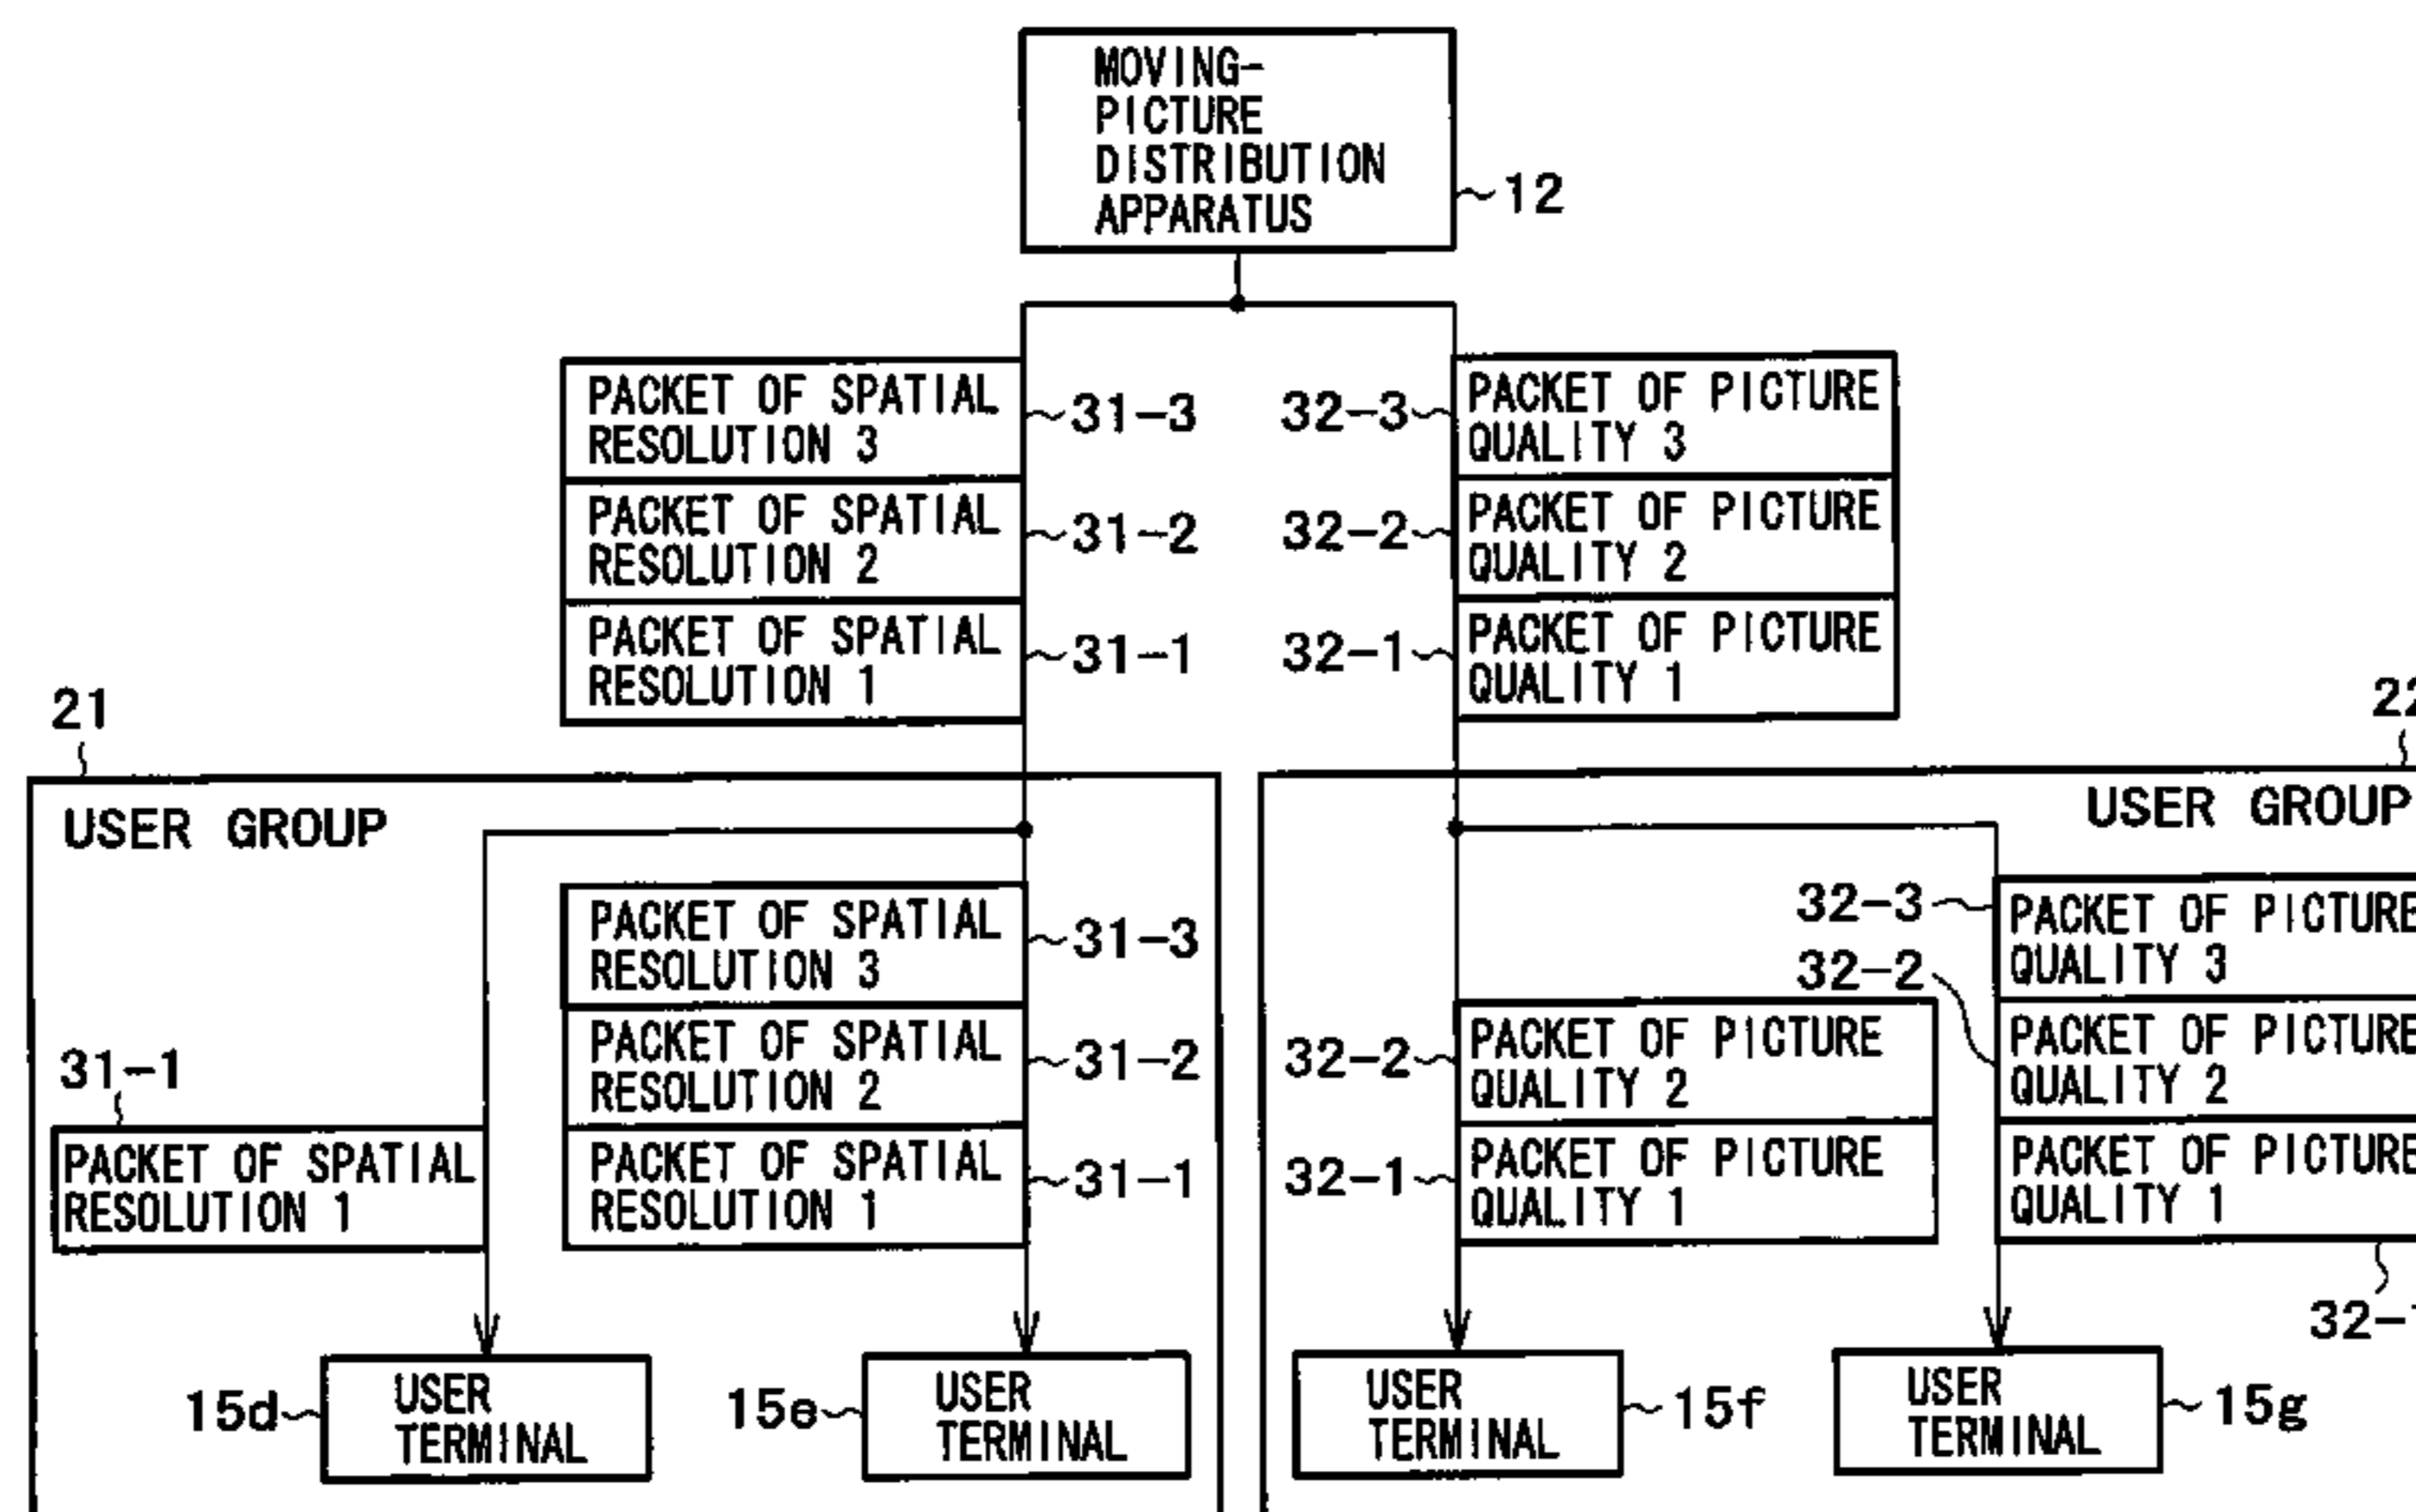 MOVING-
PICTURE
DISTRIBUTION
APPARATUS
12
PACKET OF SPATIAL
RESOLUTION 3
31-3
PACKET OF SPATIAL
RESOLUTION 2
31-2
PACKET OF SPATIAL
RESOLUTION 1
31-1
32-3
PACKET OF PICTURE
QUALITY 3
32-2
PACKET OF PICTURE
QUALITY 2
32-1
PACKET OF PICTURE
QUALITY 1
21
USER GROUP
31-1
PACKET OF SPATIAL
RESOLUTION 1
PACKET OF SPATIAL
RESOLUTION 3
31-3
PACKET OF SPATIAL
RESOLUTION 2
31-2
PACKET OF SPATIAL
RESOLUTION 1
31-1
15d
USER
TERMINAL
15e
USER
TERMINAL
22
USER GROUP
32-2
PACKET OF PICTURE
QUALITY 2
32-1
PACKET OF PICTURE
QUALITY 1
32-3
PACKET OF PICTURE
QUALITY 3
32-2
PACKET OF PICTURE
QUALITY 2
PACKET OF PICTURE
QUALITY 1
USER
TERMINAL
15f
USER
TERMINAL
15g